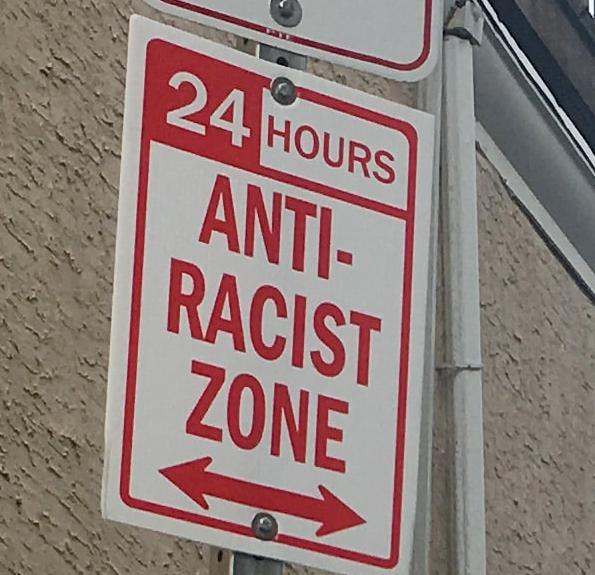 24 HOURS
ANTI-
RACIST
ZONE